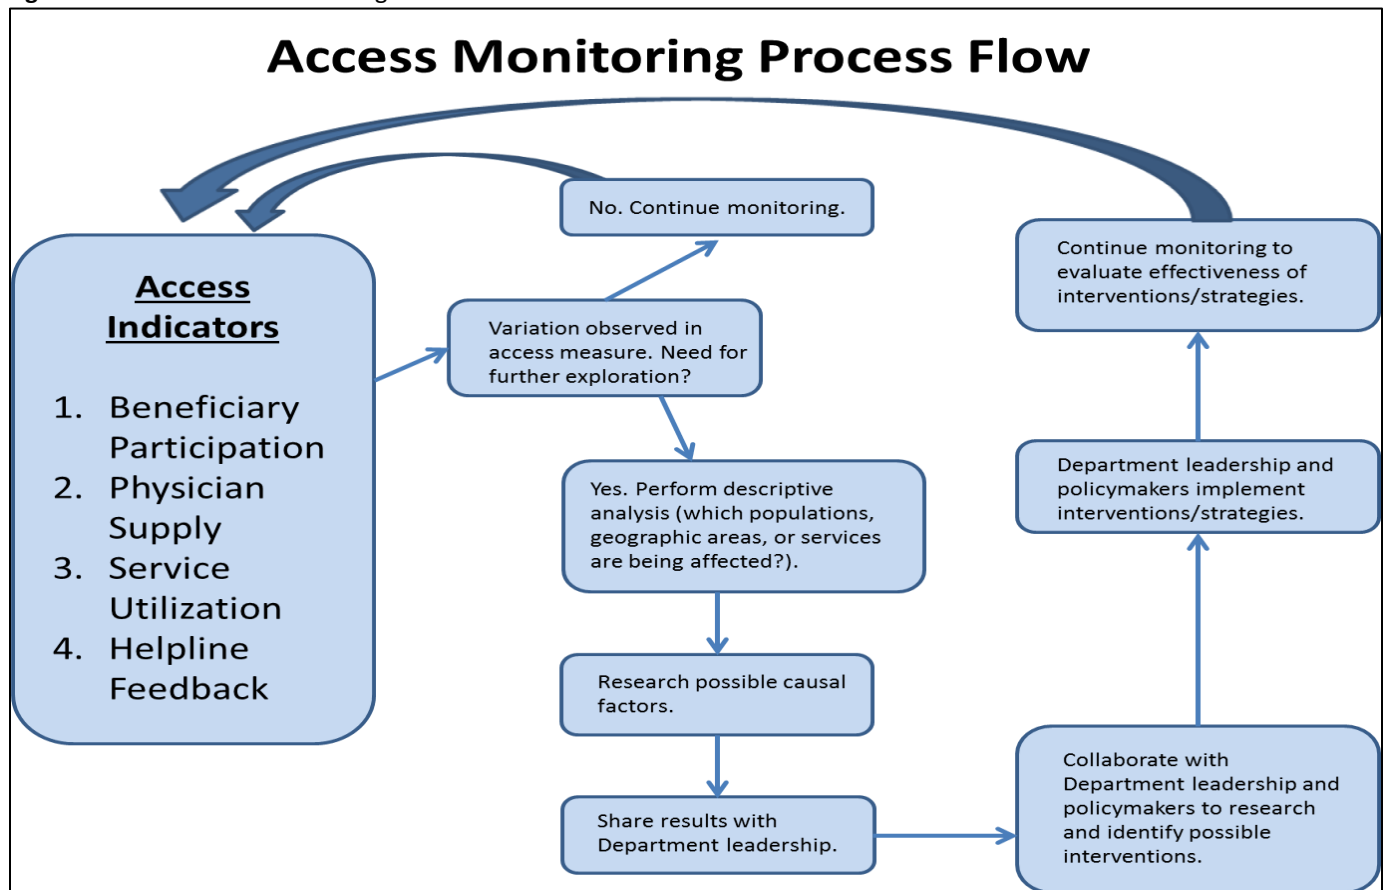 Access Monitoring Process Flow
No. Continue monitoring.
Continue monitoring to
evaluate effectiveness of
interventions/strategies.
Access
Indicators
1. Beneficiary
Participation
2. Physician
Supply
3. Service
Utilization
4. Helpline
Feedback
Variation observed in
access measure. Need for
further exploration?
Yes. Perform descriptive
analysis (which populations,
geographic areas, or services
are being affected?).
Department leadership and
policymakers implement
interventions/strategies.
Research possible causal
factors.
Share results with
Department leadership.
Collaborate with
Department leadership and
policymakers to research
and identify possible
interventions.